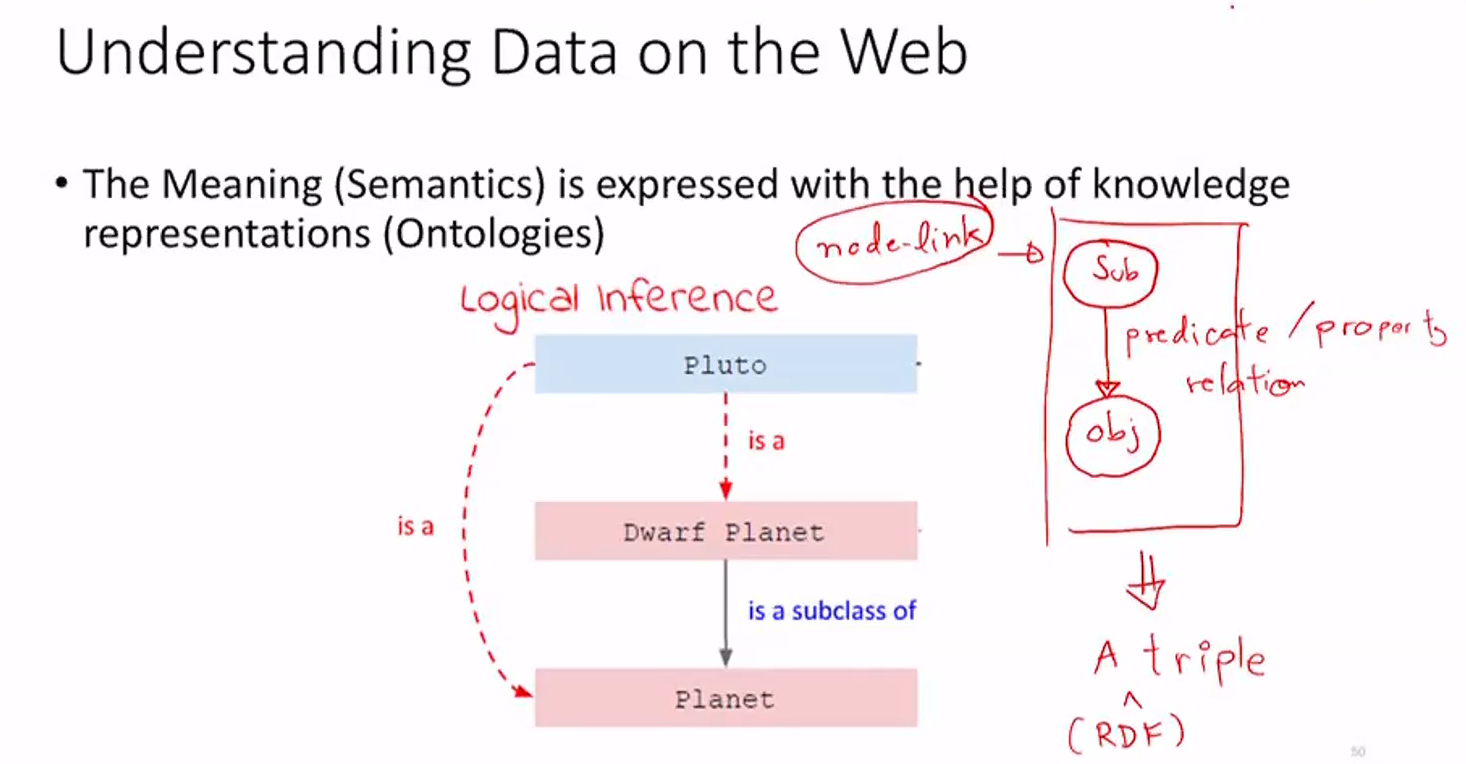 Understanding Data on the Web
• The Meaning (Semantics) is expressed with the help of knowledge
representations (Ontologies)
node-link
Sub
predicate / property
relation
obj
Logical Inference
Pluto
is a
is a
Dwarf Planet
is a subclass of
Planet
A triple
^
(RDF)
50